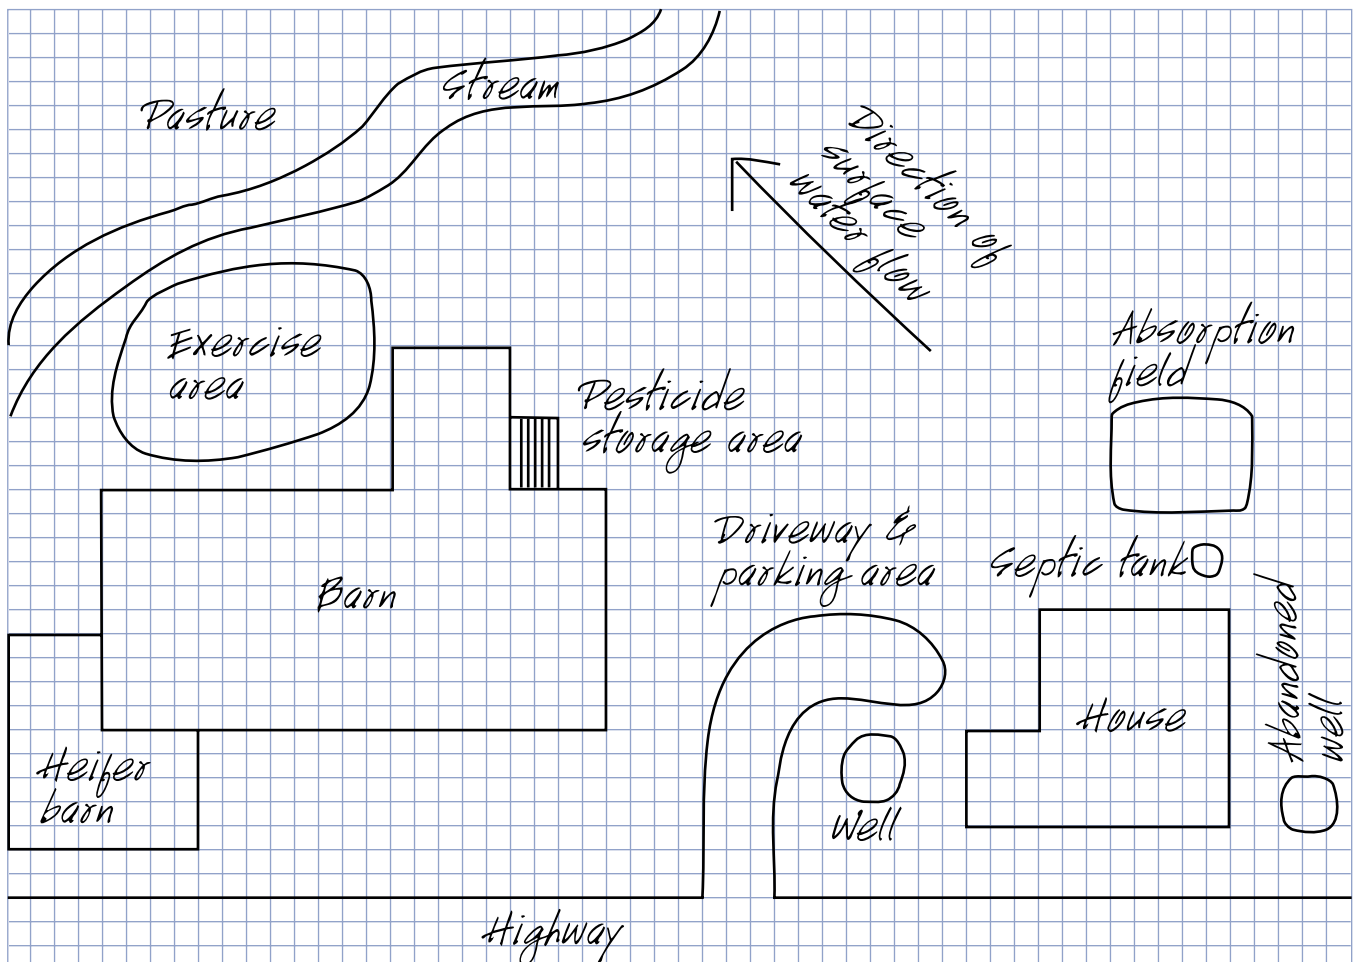 Stream
Pasture
Direction of
surface
water flow
Absorption
field
Exercise
area
Pesticide
storage area
Driveway &
parking area
Septic tank
Barn
Abandoned
well
House
Heifer
barn
Well
Highway